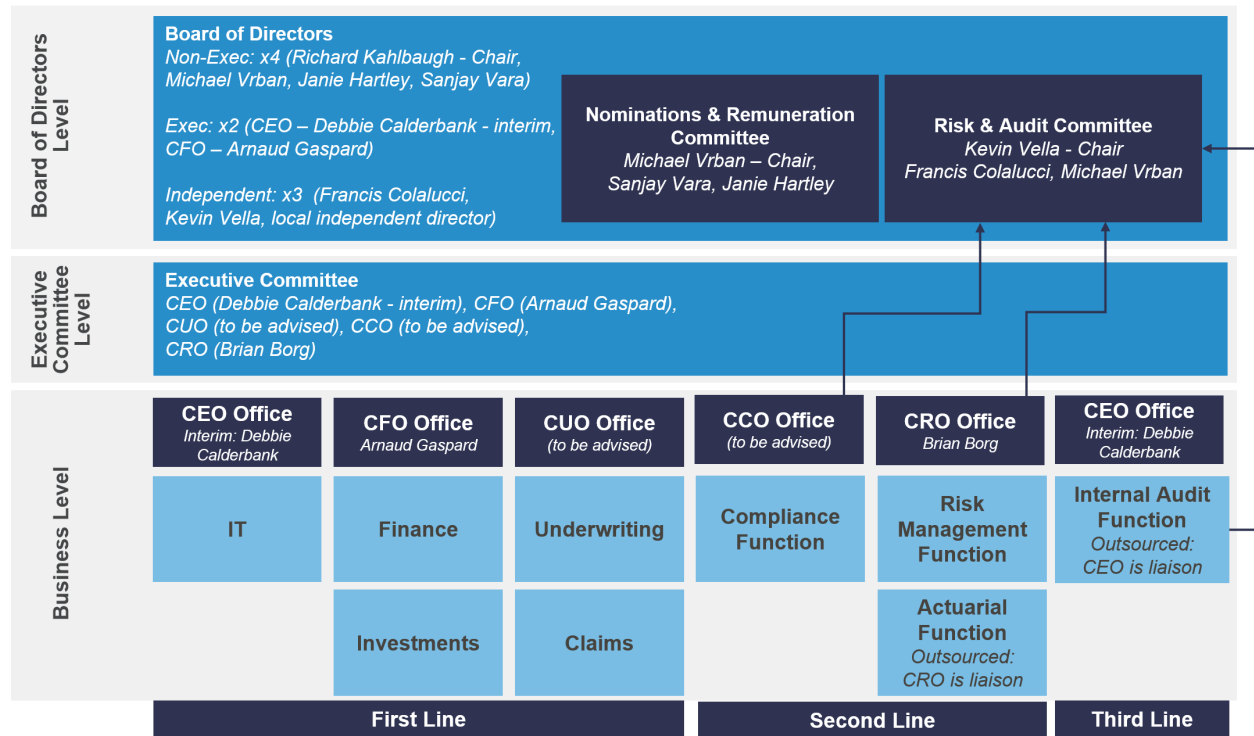 Board of Directors
Level
Board of Directors
Non-Exec: x4 (Richard Kahlbaugh - Chair,
Michael Vrban, Janie Hartley, Sanjay Vara)
Exec: x2 (CEO – Debbie Calderbank - interim,
CFO – Arnaud Gaspard)
Independent: x3  (Francis Colalucci,
Kevin Vella, local independent director)
Nominations & Remuneration
Committee
Michael Vrban – Chair,
Sanjay Vara, Janie Hartley
Risk & Audit Committee
Kevin Vella - Chair
Francis Colalucci, Michael Vrban
Executive
Committee
Level
Executive Committee
CEO (Debbie Calderbank - interim), CFO (Arnaud Gaspard),
CUO (to be advised), CCO (to be advised),
CRO (Brian Borg)
Business Level
CEO Office
Interim: Debbie
Calderbank
CFO Office
Arnaud Gaspard
CUO Office
(to be advised)
CCO Office
(to be advised)
CRO Office
Brian Borg
CEO Office
Interim: Debbie
Calderbank
IT
Finance
Underwriting
Compliance
Function
Risk
Management
Function
Internal Audit
Function
Outsourced:
CEO is liaison
Investments
Claims
Actuarial
Function
Outsourced:
CRO is liaison
First Line
Second Line
Third Line